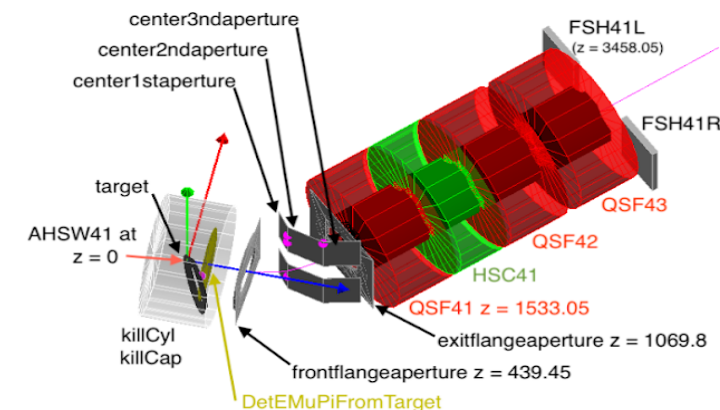 center3ndaperture
center2ndaperture
center1staperture
FSH41L
(z = 3458.05)
FSH41R
target
AHSW41 at
z = 0
QSF43
QSF42
HSC41
QSF41 z = 1533.05
killCyl
killCap
exitflangeaperture z = 1069.8
frontflangeaperture z = 439.45
DetEMuPiFromTarget